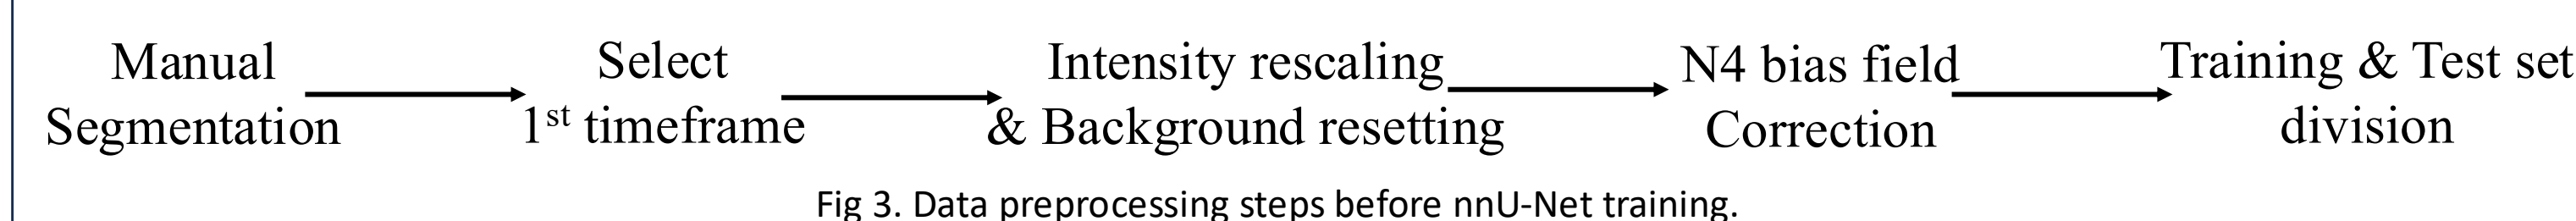 Manual
Segmentation
Select
1st timeframe
Intensity rescaling
& Background resetting
N4 bias field
Correction
Training & Test set
division
Fig 3. Data preprocessing steps before nnU-Net training.